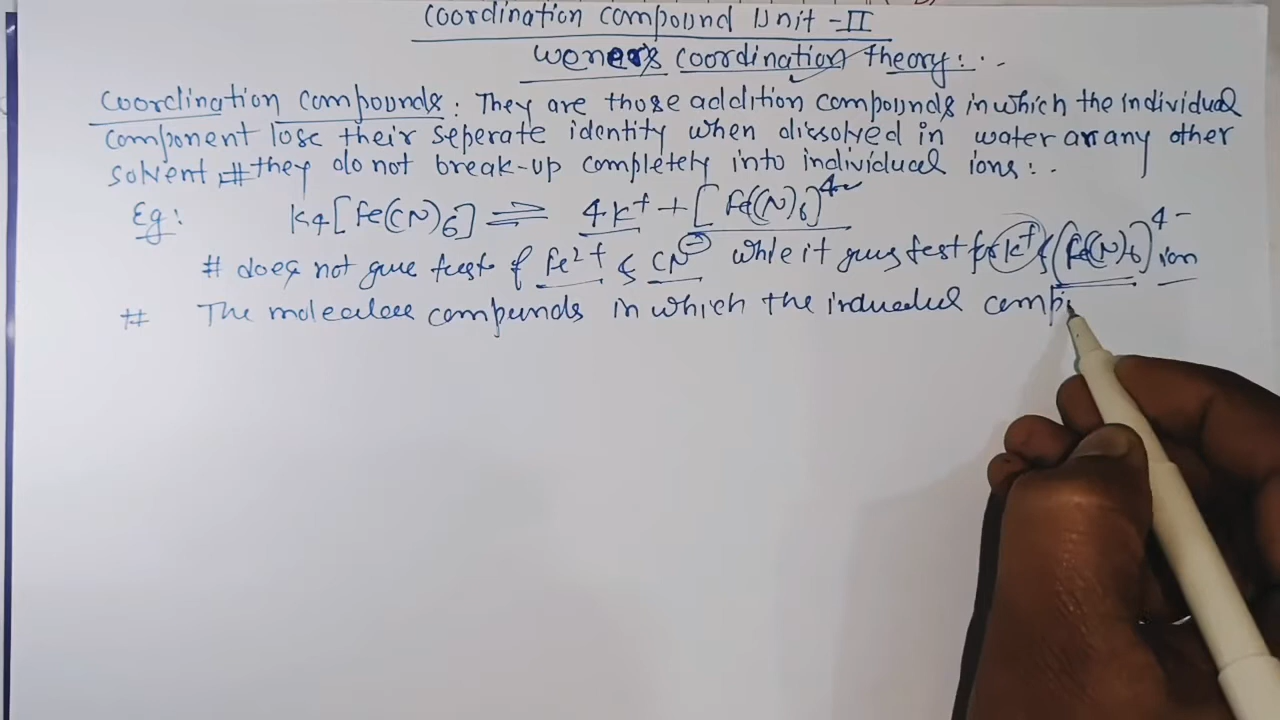 Coordination Compound Unit-II
Wener's coordination theory:..
Coordination compounds: They are those addition compounds in which the individual
component lose their seperate identity when dissolved in water or any other
solvent, # they do not break-up completely into individual ions:.
Eg: K4[Fe(CN)6] ⇌ 4K+ + [Fe(CN)6]4-
# does not give test of Fe2+ & CN- while it gives test for K+ & [Fe(CN)6]4- ion
# The molecular compounds in which the individual comp